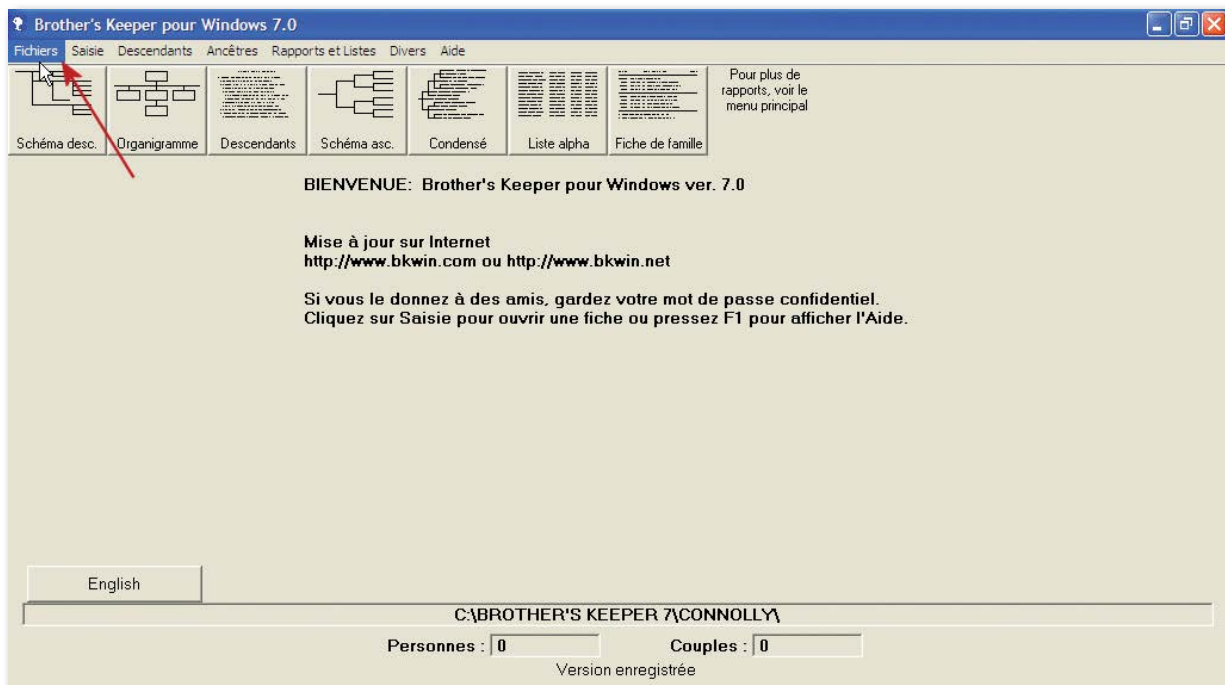 Brother's Keeper pour Windows 7.0
Fichiers Saisie Descendants Ancêtres Rapports et Listes Divers Aide
Schéma desc. Organigramme Descendants Schéma asc. Condensé Liste alpha Fiche de famille
Pour plus de
rapports, voir le
menu principal
BIENVENUE: Brother's Keeper pour Windows ver. 7.0
Mise à jour sur Internet
http://www.bkwin.com ou http://www.bkwin.net
Si vous le donnez à des amis, gardez votre mot de passe confidentiel.
Cliquez sur Saisie pour ouvrir une fiche ou pressez F1 pour afficher l'Aide.
English
C:\BROTHER'S KEEPER 7\CONNOLLY\
Personnes : 0 Couples : 0
Version enregistrée